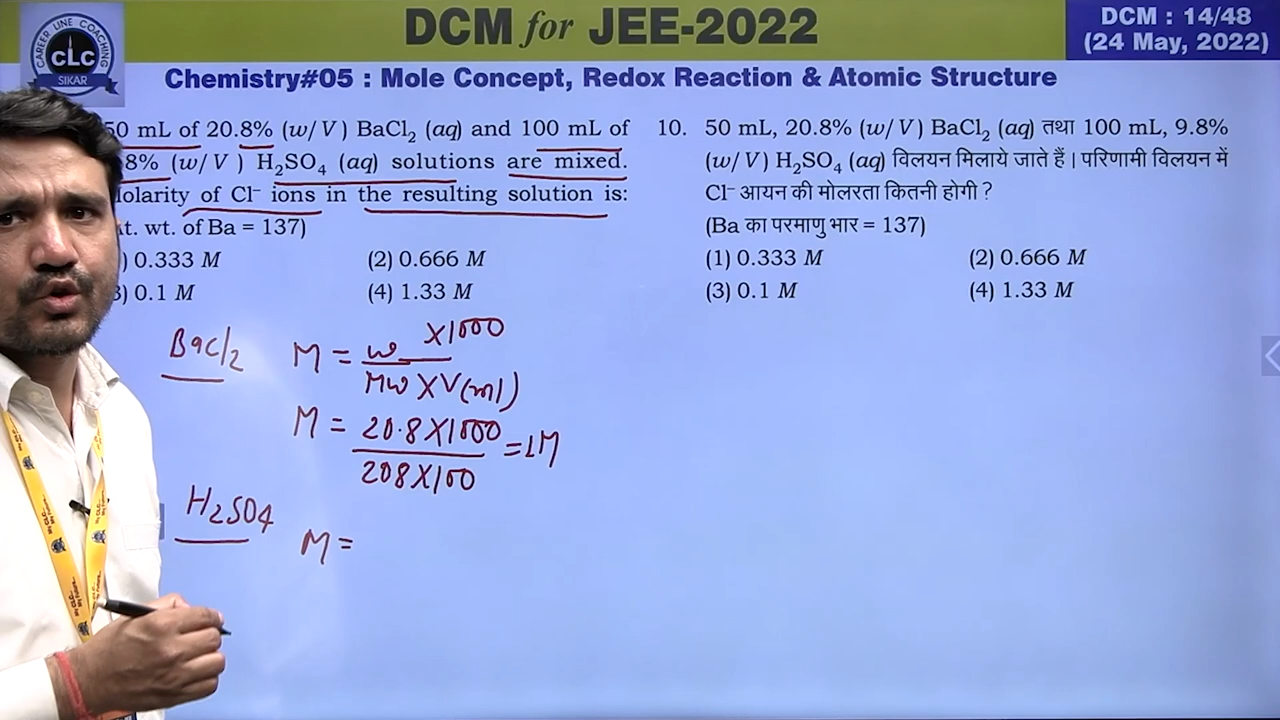 DCM for JEE-2022
DCM : 14/48
(24 May, 2022)
CAREER LINE COACHING
CLC
SIKAR
Chemistry#05 : Mole Concept, Redox Reaction & Atomic Structure
50 mL of 20.8% (w/V) BaCl₂ (aq) and 100 mL of
8% (w/V) H₂SO₄ (aq) solutions are mixed.
olarity of Cl⁻ ions in the resulting solution is:
t. wt. of Ba = 137)
) 0.333 M
(2) 0.666 M
3) 0.1 M
(4) 1.33 M
10. 50 mL, 20.8% (w/V) BaCl₂ (aq) तथा 100 mL, 9.8%
(w/V) H₂SO₄ (aq) विलयन मिलाये जाते हैं। परिणामी विलयन में
Cl⁻ आयन की मोलरता कितनी होगी ?
(Ba का परमाणु भार = 137)
(1) 0.333 M
(2) 0.666 M
(3) 0.1 M
(4) 1.33 M
BaCl₂
M = w × 1000
MW × V(ml)
M = 20.8 × 1000
208 × 100
= 1M
H₂SO₄
M =